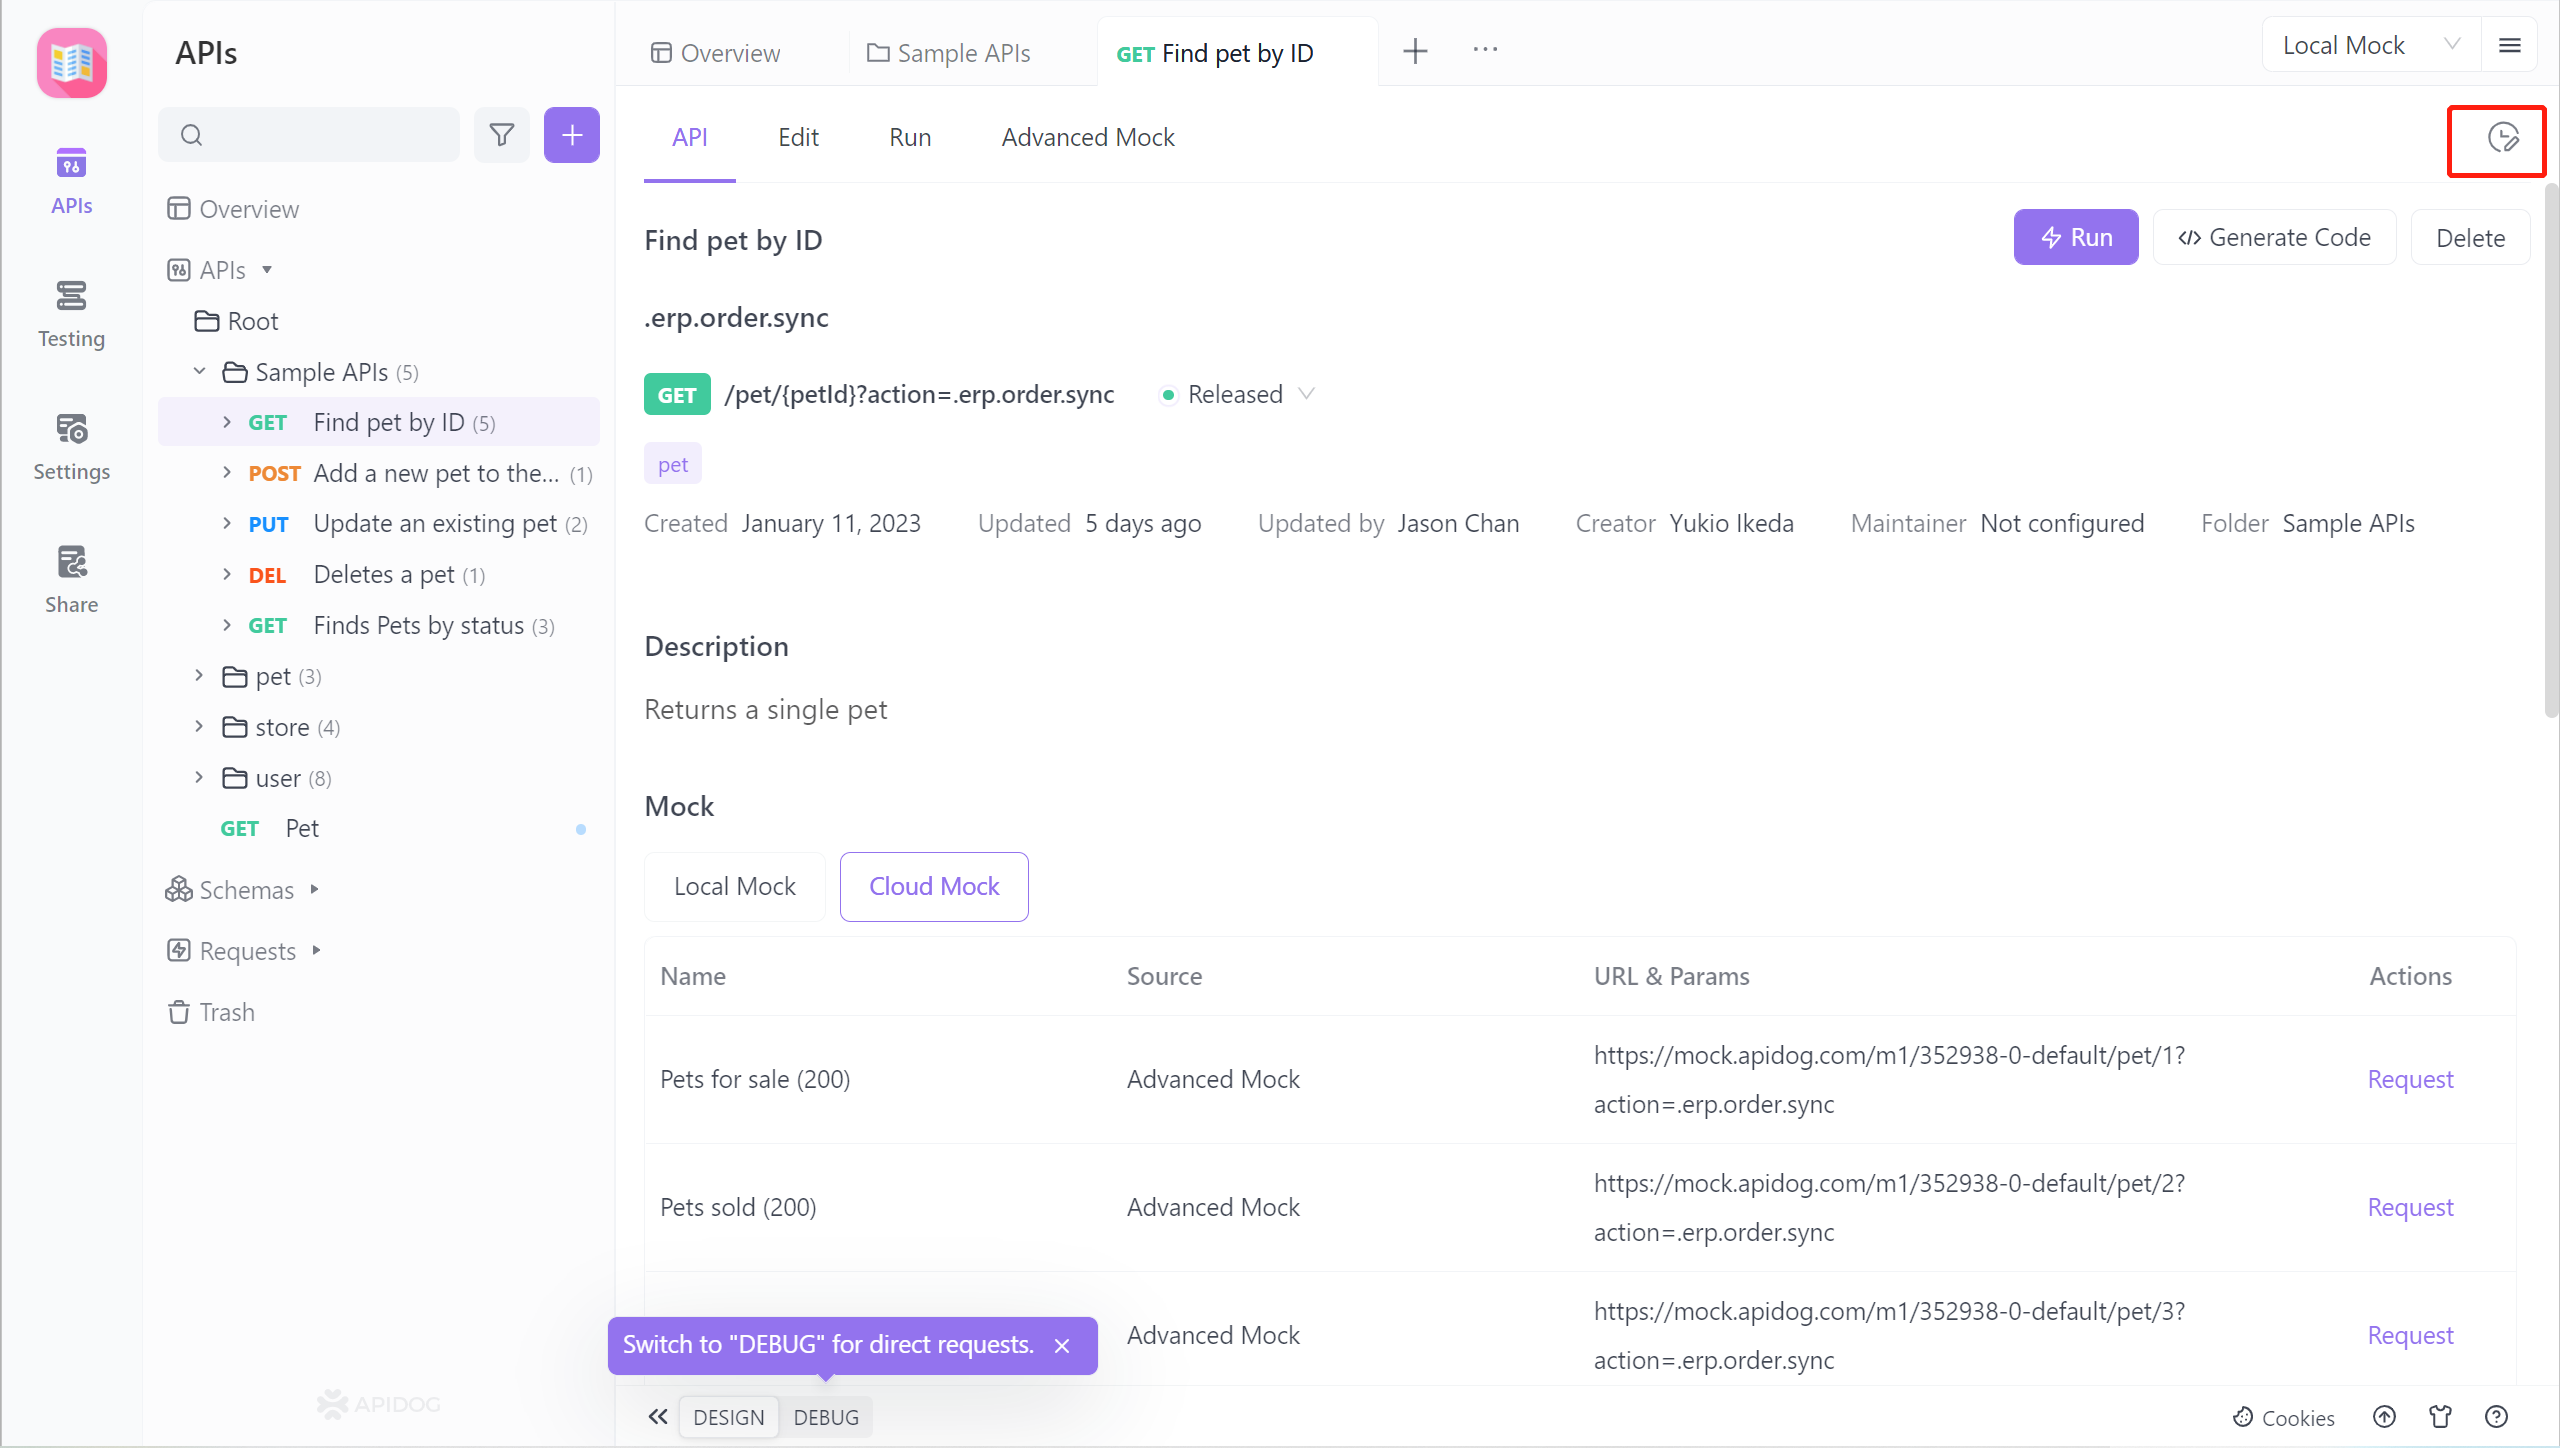 APIs
Testing
Settings
Share
APIs
Overview
APIs
Root
Sample APIs (5)
GET Find pet by ID (5)
POST Add a new pet to the... (1)
PUT Update an existing pet (2)
DEL Deletes a pet (1)
GET Finds Pets by status (3)
pet (3)
store (4)
user (8)
GET Pet
Schemas
Requests
Trash
APIDOG
Overview
Sample APIs
GET Find pet by ID
Local Mock
API
Edit
Run
Advanced Mock
Find pet by ID
Run
</> Generate Code
Delete
.erp.order.sync
GET /pet/{petId}?action=.erp.order.sync Released
pet
Created January 11, 2023 Updated 5 days ago Updated by Jason Chan Creator Yukio Ikeda Maintainer Not configured Folder Sample APIs
Description
Returns a single pet
Mock
Local Mock
Cloud Mock
Name Source URL & Params Actions
Pets for sale (200) Advanced Mock https://mock.apidog.com/m1/352938-0-default/pet/1? Request
action=.erp.order.sync
Pets sold (200) Advanced Mock https://mock.apidog.com/m1/352938-0-default/pet/2? Request
action=.erp.order.sync
Advanced Mock https://mock.apidog.com/m1/352938-0-default/pet/3? Request
action=.erp.order.sync
Switch to "DEBUG" for direct requests.
DESIGN
DEBUG
Cookies